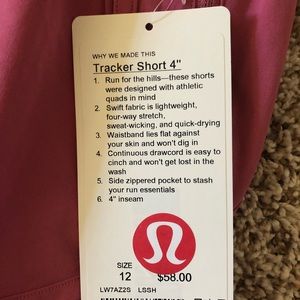 WHY WE MADE THIS
Tracker Short 4"
1. Run for the hills—these shorts
were designed with athletic
quads in mind
2. Swift fabric is lightweight,
four-way stretch,
sweat-wicking, and quick-drying
3. Waistband lies flat against
your skin and won't dig in
4. Continuous drawcord is easy to
cinch and won't get lost in the
wash
5. Side zippered pocket to stash
your run essentials
6. 4" inseam
SIZE
12 $58.00
LW7AZ2S LSSH